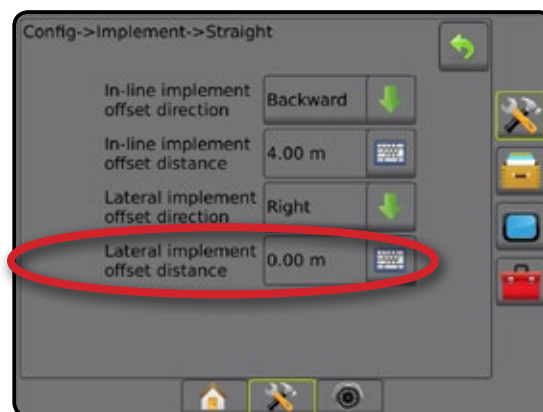 Config->Implement->Straight
In-line implement
offset direction
Backward
In-line implement
offset distance
4.00 m
Lateral implement
offset direction
Right
Lateral implement
offset distance
0.00 m